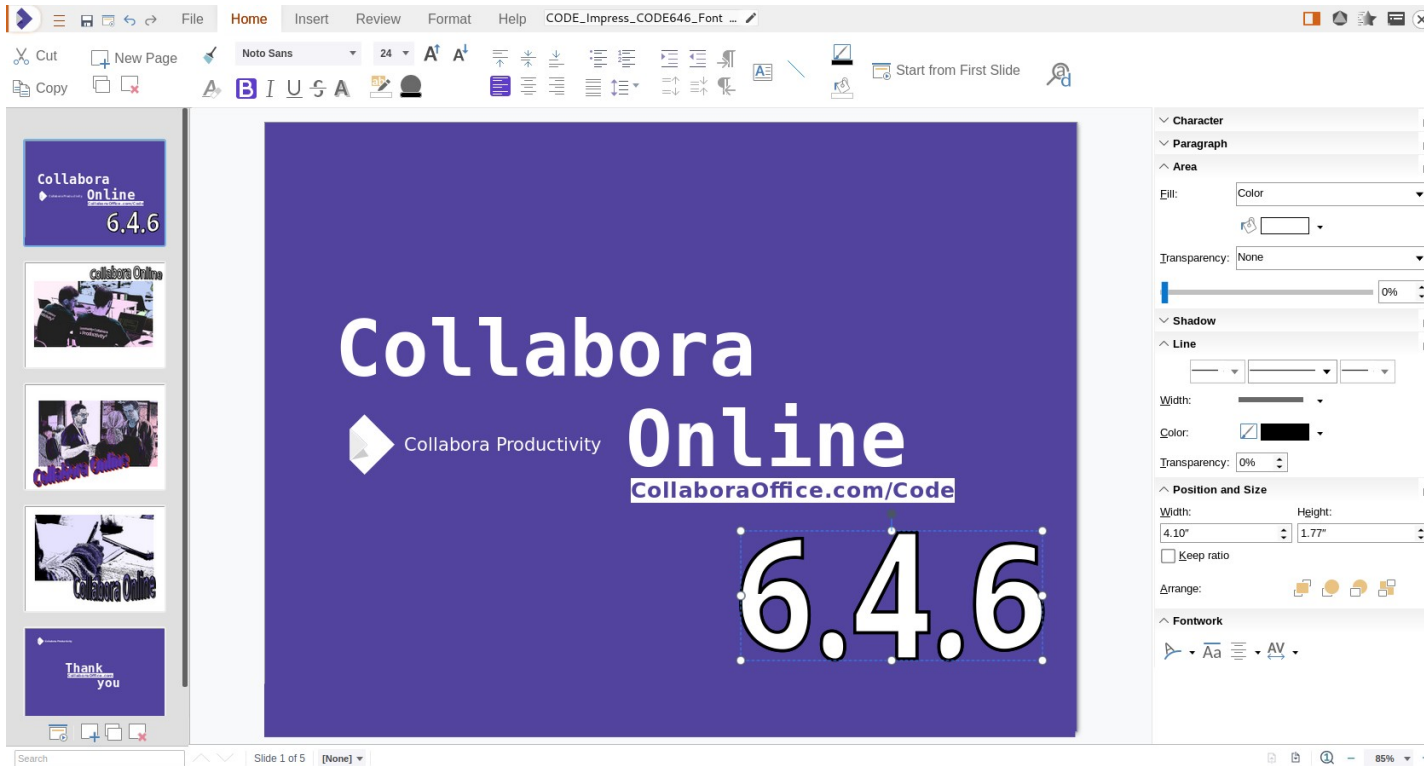 File Home Insert Review Format Help CODE_Impress_CODE646_Font ...
Cut New Page Noto Sans 24 Start from First Slide
Copy
Collabora
Online
6.4.6
Collabora Online
Collabora Online
Collabora Online
Thank
you
Collabora
Online
Collabora Productivity
CollaboraOffice.com/Code
6.4.6
Character
Paragraph
Area
Fill: Color
Transparency: None
0%
Shadow
Line
Width:
Color:
Transparency: 0%
Position and Size
Width: Height:
4.10" 1.77"
Keep ratio
Arrange:
Fontwork
Search Slide 1 of 5 [None] 85%